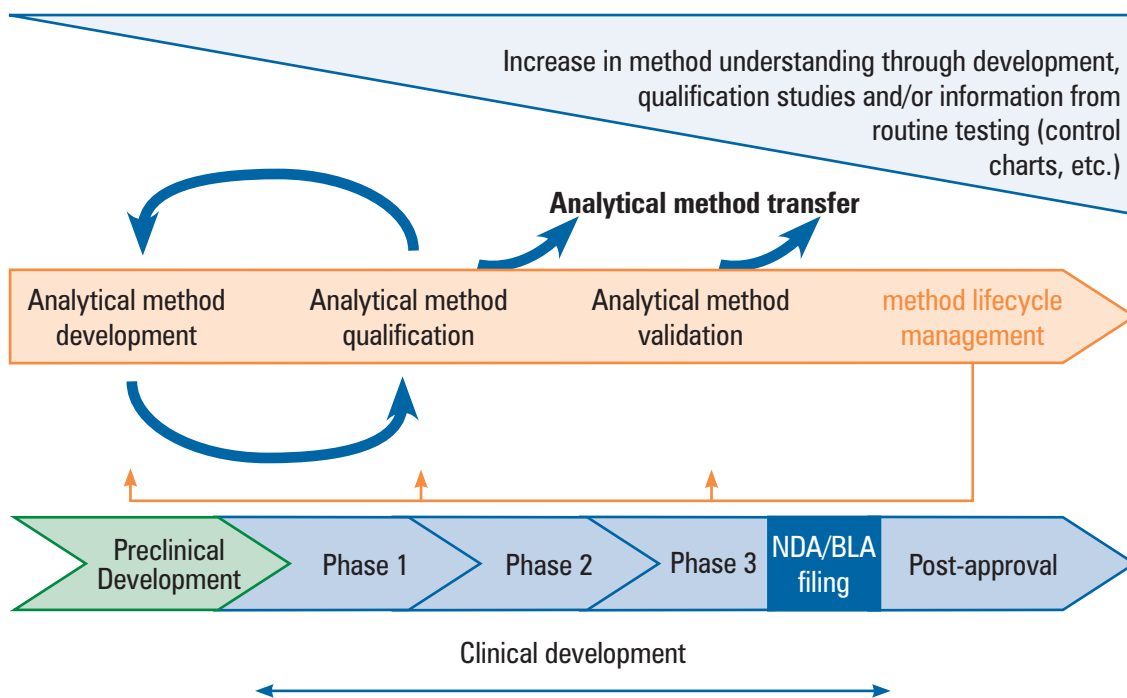 Increase in method understanding through development,
qualification studies and/or information from
routine testing (control
charts, etc.)
Analytical method transfer
Analytical method
development
Analytical method
qualification
Analytical method
validation
method lifecycle
management
Preclinical
Development
Phase 1
Phase 2
Phase 3
NDA/BLA
filing
Post-approval
Clinical development